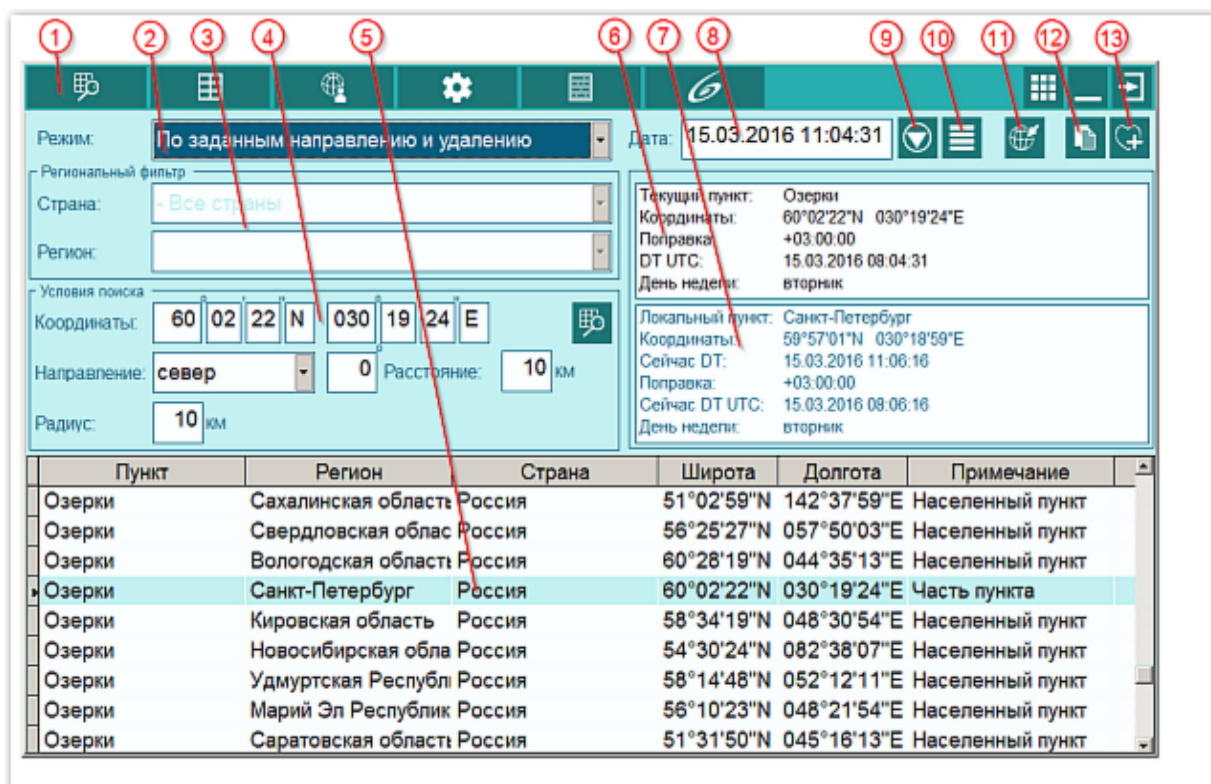 1 2 3 4 5 6 7 8 9 10 11 12 13
Режим: По заданным направлению и удалению Дата: 15.03.2016 11:04:31
Региональный фильтр
Страна: - Все страны
Регион:
Текущий пункт: Озерки
Координаты: 60°02'22"N 030°19'24"E
Поправка: +03:00:00
DT UTC: 15.03.2016 08:04:31
День недели: вторник
Условия поиска
Координаты: 60 ° 02 ' 22 " N 030 ° 19 ' 24 " E
Направление: север 0 ° Расстояние: 10 км
Радиус: 10 км
Локальный пункт: Санкт-Петербург
Координаты: 59°57'01"N 030°18'59"E
Сейчас DT: 15.03.2016 11:06:16
Поправка: +03:00:00
Сейчас DT UTC: 15.03.2016 08:06:16
День недели: вторник
Пункт Регион Страна Широта Долгота Примечание
Озерки Сахалинская область Россия 51°02'59"N 142°37'59"E Населенный пункт
Озерки Свердловская облас Россия 56°25'27"N 057°50'03"E Населенный пункт
Озерки Вологодская область Россия 60°28'19"N 044°35'13"E Населенный пункт
Озерки Санкт-Петербург Россия 60°02'22"N 030°19'24"E Часть пункта
Озерки Кировская область Россия 58°34'19"N 048°30'54"E Населенный пункт
Озерки Новосибирская обла Россия 54°30'24"N 082°38'07"E Населенный пункт
Озерки Удмуртская Республи Россия 58°14'48"N 052°12'11"E Населенный пункт
Озерки Марий Эл Республик Россия 56°10'23"N 048°21'54"E Населенный пункт
Озерки Саратовская область Россия 51°31'50"N 045°16'13"E Населенный пункт